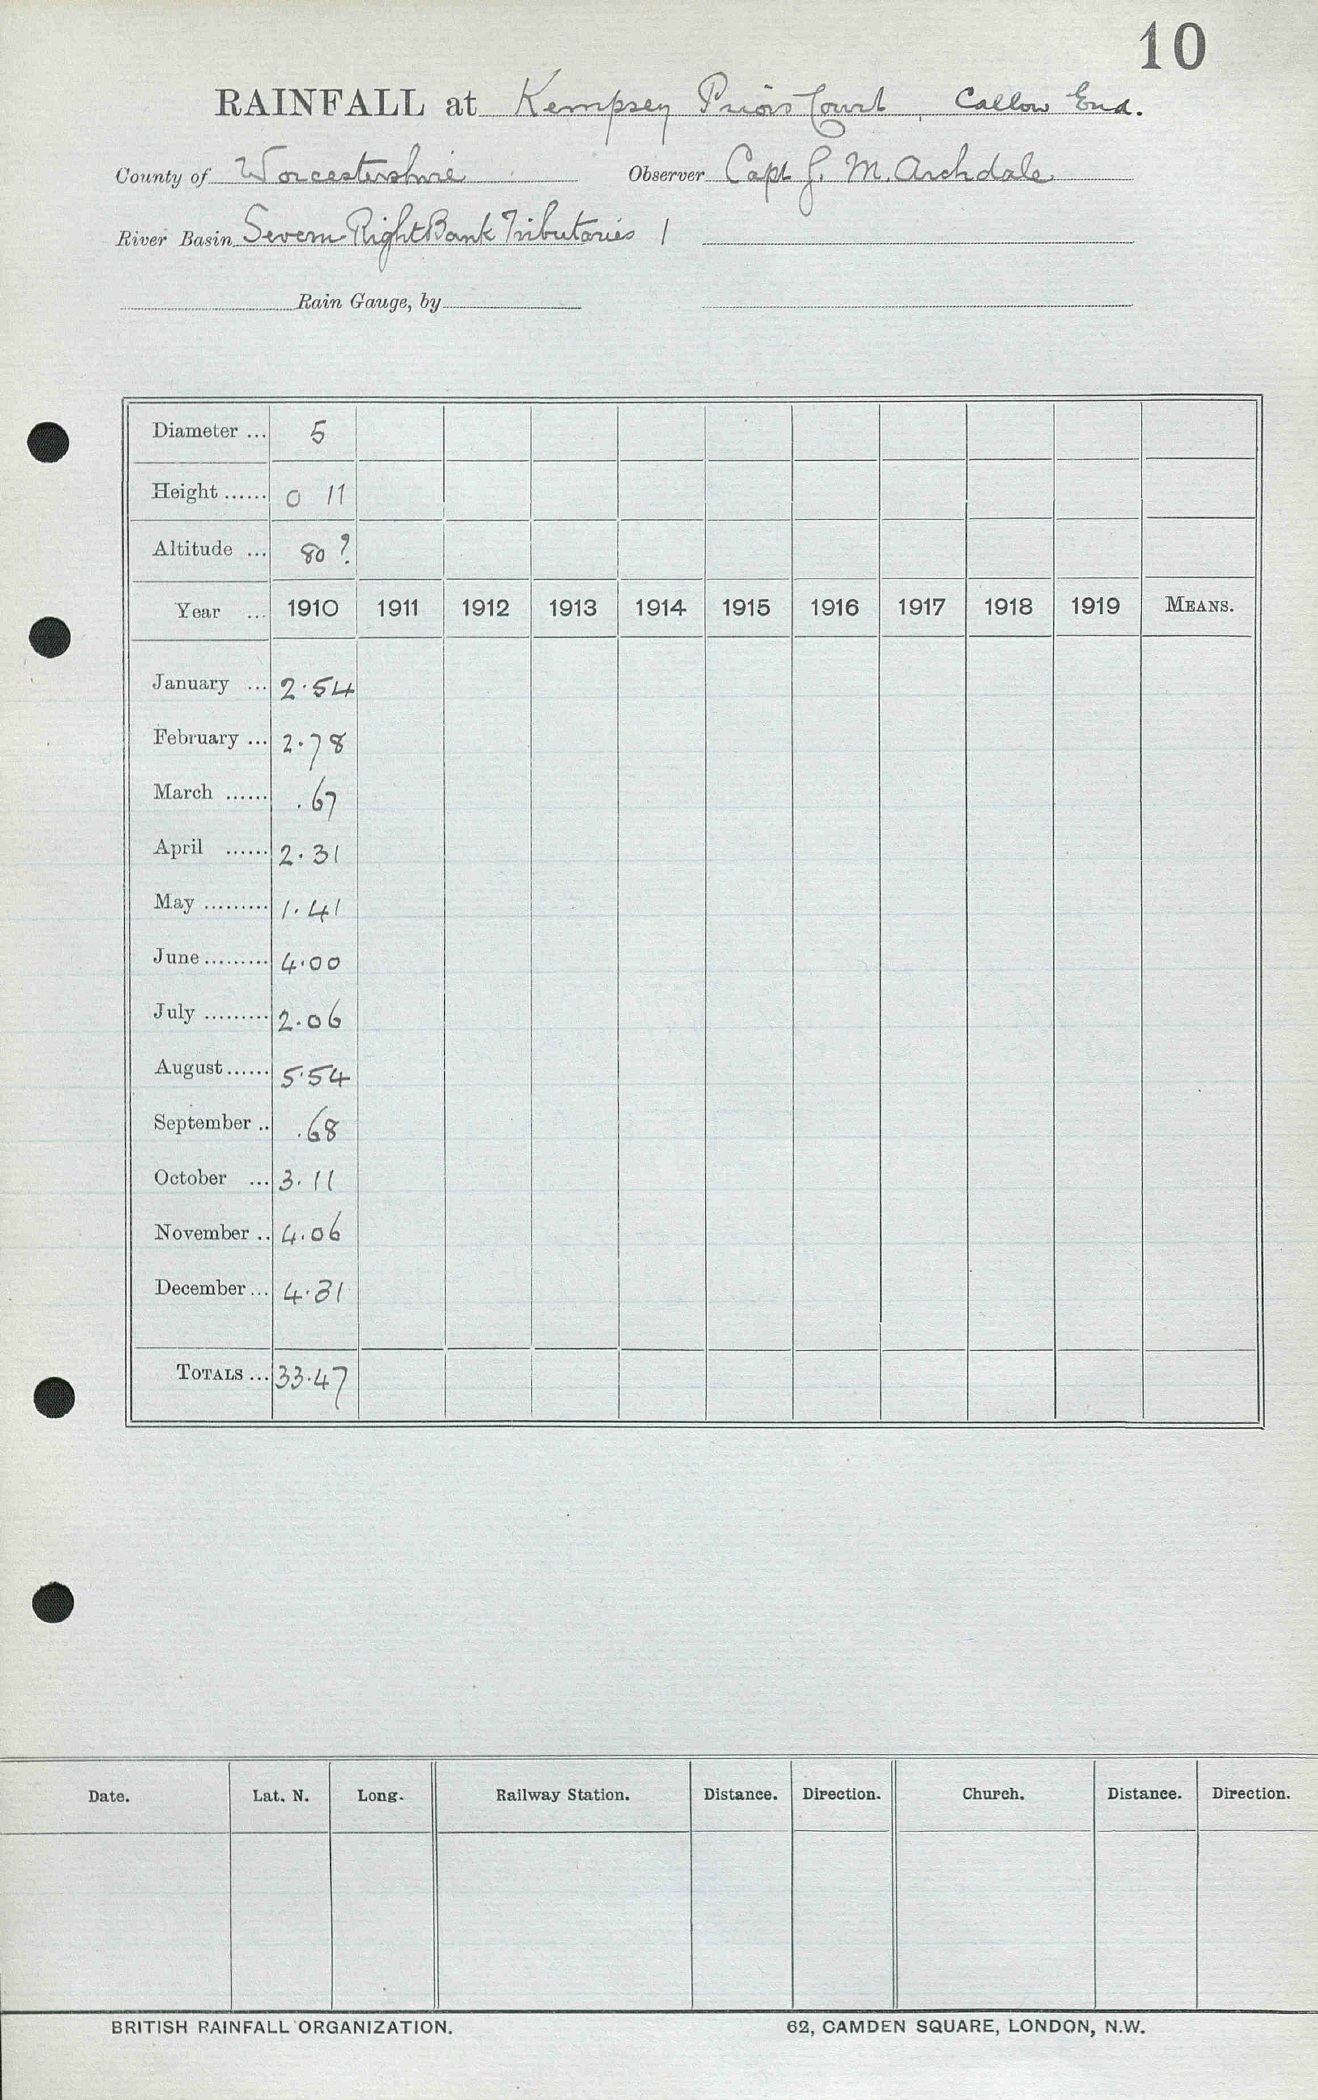 10
RAINFALL at Kempsey Priors Court, Callow End.
County of Worcestershire Observer Capt J. M. Archdale
River Basin Severn Right Bank Tributaries 1
Rain Gauge, by
Diameter ... 5
Height ...... 0 11
Altitude ... 80 ?
Year ... 1910 1911 1912 1913 1914 1915 1916 1917 1918 1919 MEANS.
January ... 2.54
February ... 2.78
March ...... .67
April ...... 2.31
May ......... 1.41
June ......... 4.00
July ......... 2.06
August ...... 5.54
September .. .68
October ... 3.11
November .. 4.06
December ... 4.31
TOTALS ... 33.47
Date. Lat. N. Long. Railway Station. Distance. Direction. Church. Distance. Direction.
BRITISH RAINFALL ORGANIZATION. 62, CAMDEN SQUARE, LONDON, N.W.